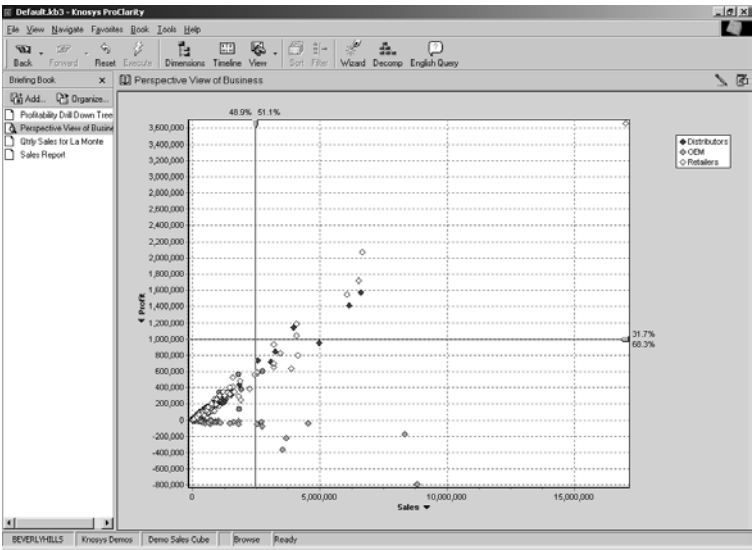 Default.kb3 - Knosys ProClarity
File View Navigate Favorites Book Tools Help
Back Forward Reset Execute Dimensions Timeline View Sort Filter Wizard Decomp English Query
Briefing Book x Perspective View of Business
Add... Organize...
Profitability Drill Down Tree
Perspective View of Busine
Qtrly Sales for La Monte
Sales Report
48.9% 51.1%
3,600,000
3,400,000
3,200,000
3,000,000
2,800,000
2,600,000
2,400,000
2,200,000
2,000,000
1,800,000
1,600,000
1,400,000
1,200,000
1,000,000
800,000
600,000
400,000
200,000
0
-200,000
-400,000
-600,000
-800,000
Profit
Distributors
OEM
Retailers
31.7%
68.3%
0 5,000,000 10,000,000 15,000,000
Sales
BEVERLYHILLS Knosys Demos Demo Sales Cube Browse Ready